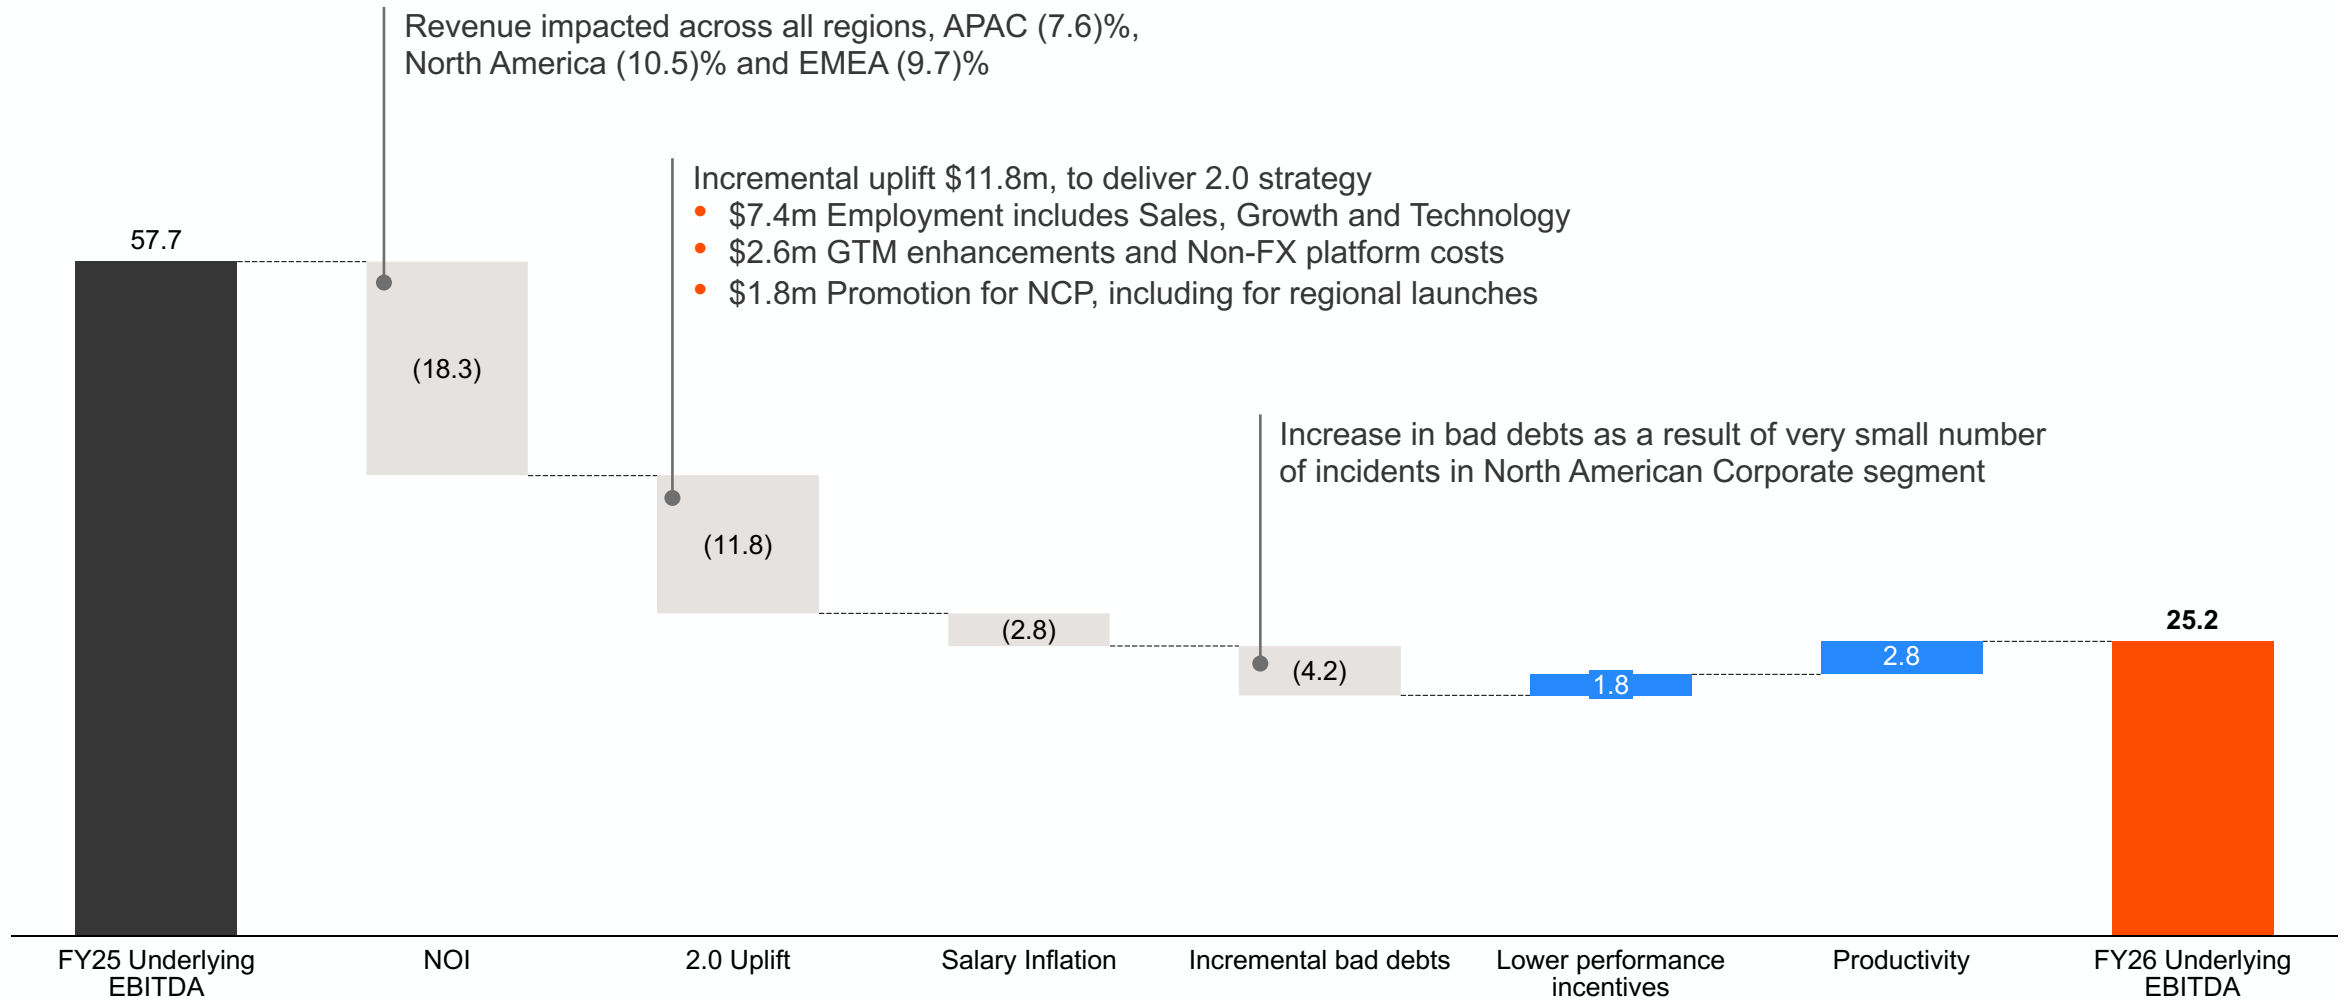 Revenue impacted across all regions, APAC (7.6)%,
North America (10.5)% and EMEA (9.7)%
Incremental uplift $11.8m, to deliver 2.0 strategy
• $7.4m Employment includes Sales, Growth and Technology
• $2.6m GTM enhancements and Non-FX platform costs
• $1.8m Promotion for NCP, including for regional launches
Increase in bad debts as a result of very small number
of incidents in North American Corporate segment
57.7
(18.3)
(11.8)
(2.8)
(4.2)
1.8
2.8
25.2
FY25 Underlying
EBITDA
NOI
2.0 Uplift
Salary Inflation
Incremental bad debts
Lower performance
incentives
Productivity
FY26 Underlying
EBITDA